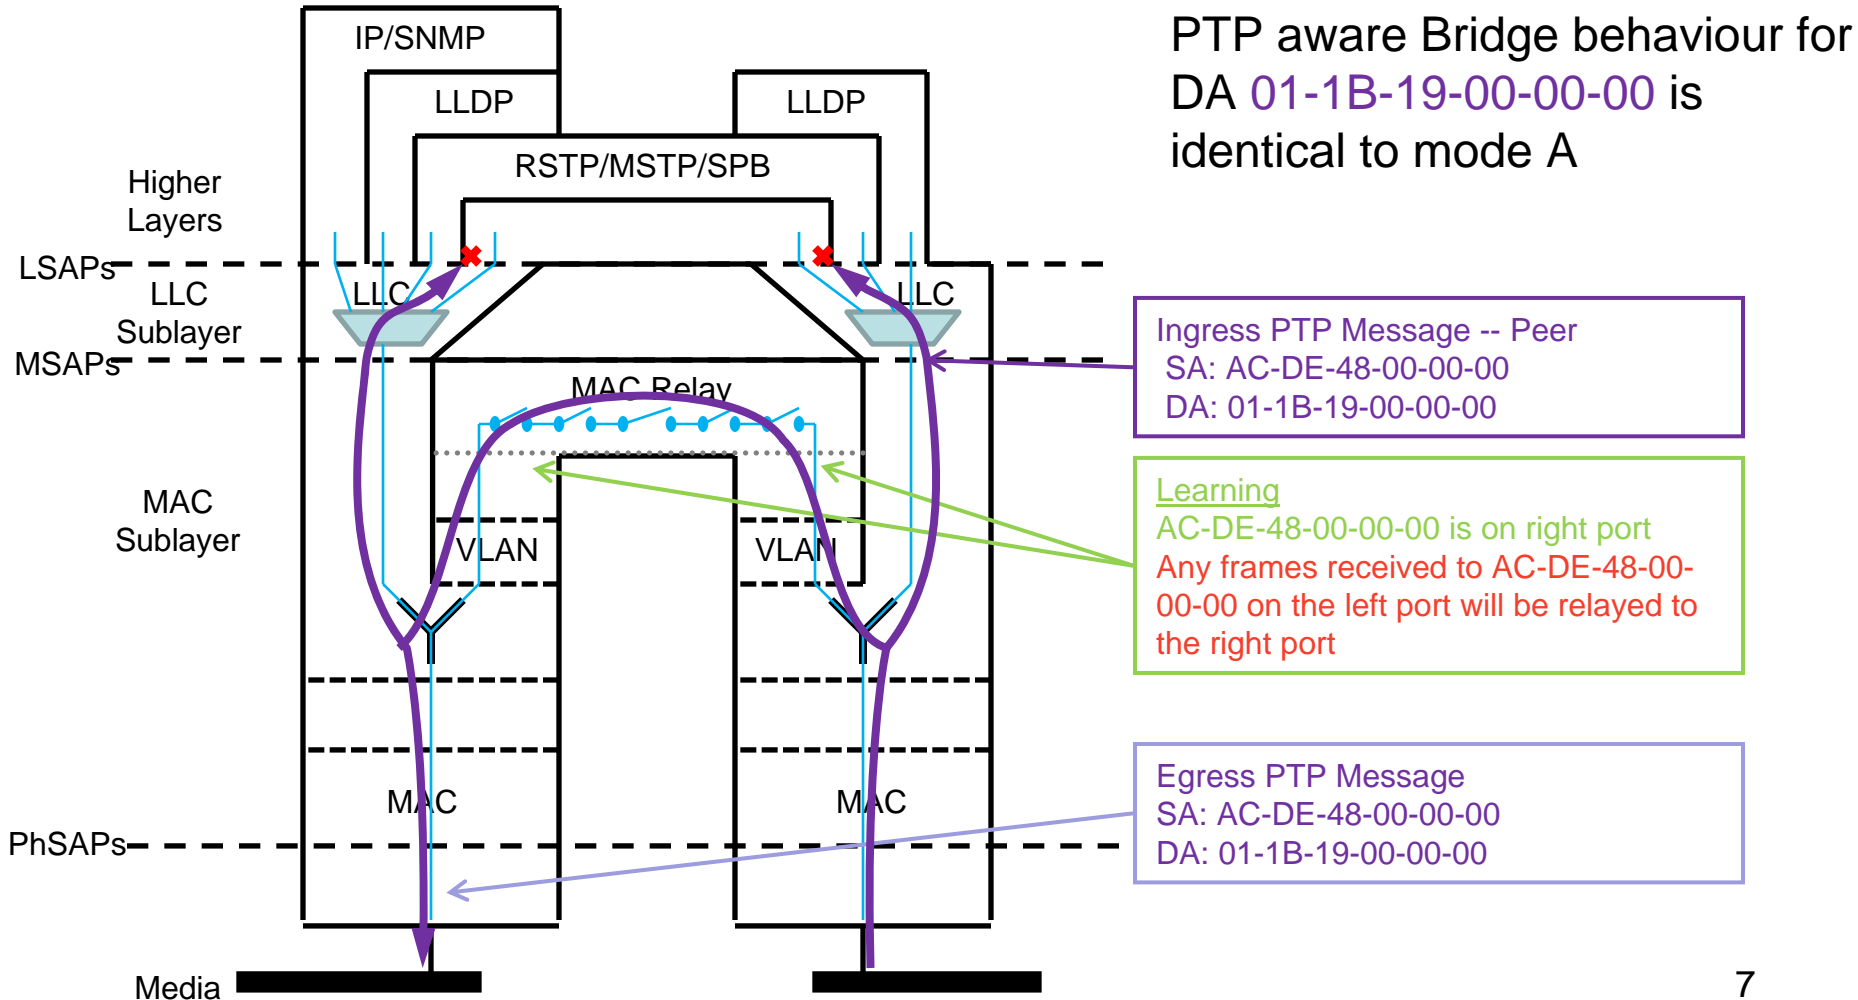 PTP aware Bridge behaviour for
DA 01-1B-19-00-00-00 is
identical to mode A
IP/SNMP
LLDP
LLDP
RSTP/MSTP/SPB
Higher
Layers
LSAPs
LLC
Sublayer
LLC
LLC
MSAPs
MAC Relay
MAC
Sublayer
VLAN
VLAN
MAC
MAC
PhSAPs
Media
Ingress PTP Message -- Peer
SA: AC-DE-48-00-00-00
DA: 01-1B-19-00-00-00
Learning
AC-DE-48-00-00-00 is on right port
Any frames received to AC-DE-48-00-
00-00 on the left port will be relayed to
the right port
Egress PTP Message
SA: AC-DE-48-00-00-00
DA: 01-1B-19-00-00-00
7